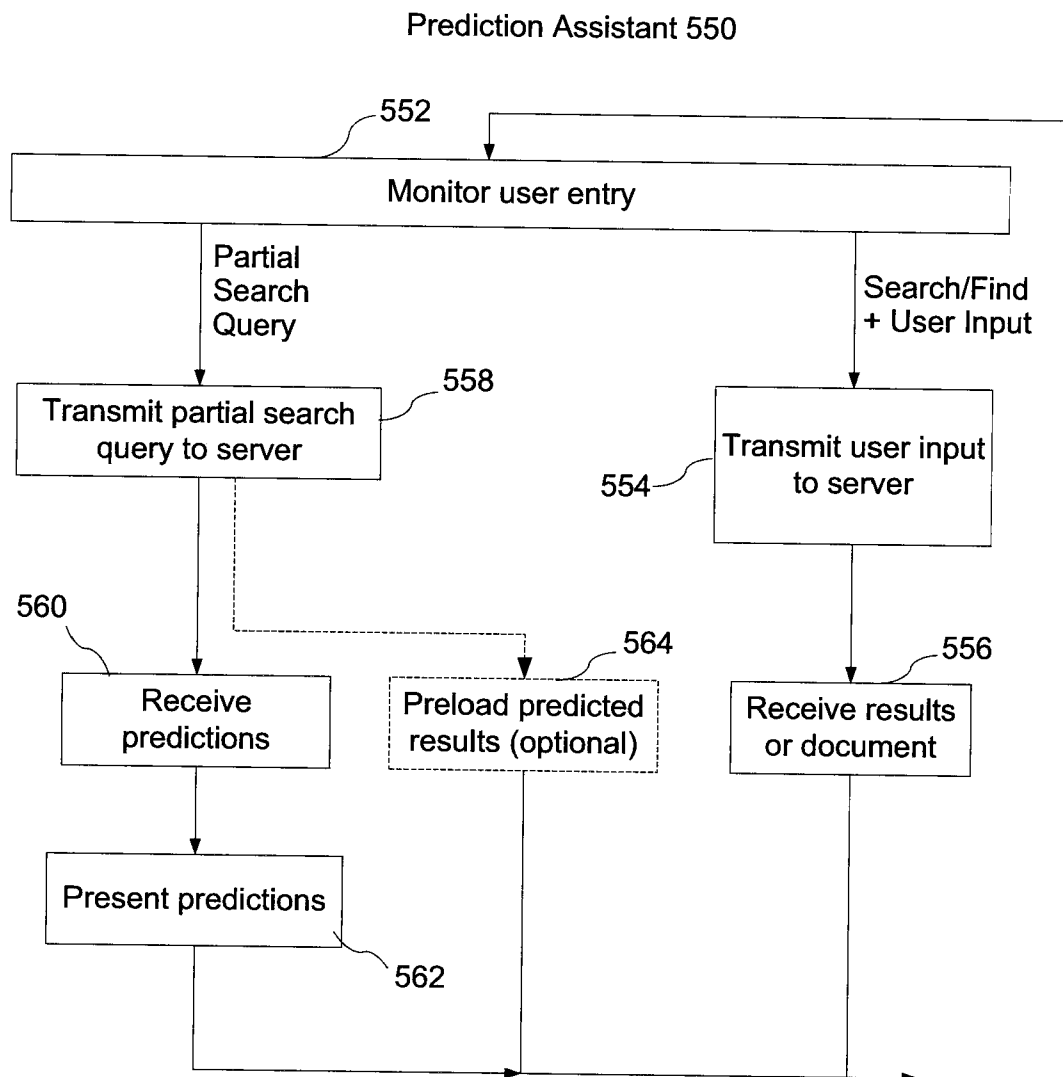 Prediction Assistant 550
552
Monitor user entry
Partial
Search
Query
Search/Find
+ User Input
558
Transmit partial search
query to server
554
Transmit user input
to server
560
Receive
predictions
564
Preload predicted
results (optional)
556
Receive results
or document
Present predictions
562